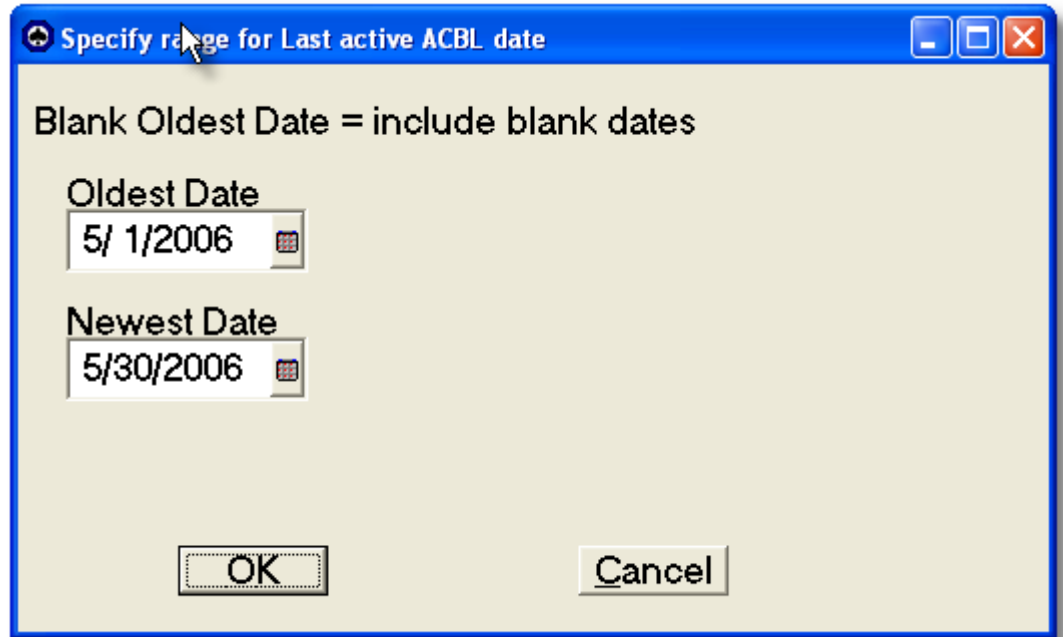 Specify range for Last active ACBL date
Blank Oldest Date = include blank dates
Oldest Date
5/ 1/2006
Newest Date
5/30/2006
OK
Cancel